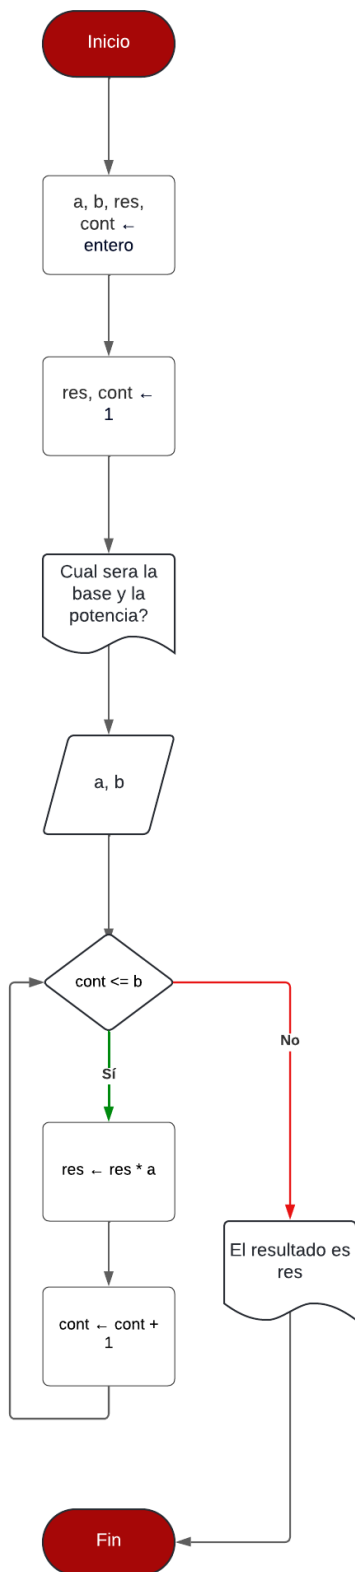 Inicio
a, b, res,
cont ←
entero
res, cont ←
1
Cual sera la
base y la
potencia?
a, b
cont <= b
No
Sí
res ← res * a
El resultado es
res
cont ← cont +
1
Fin